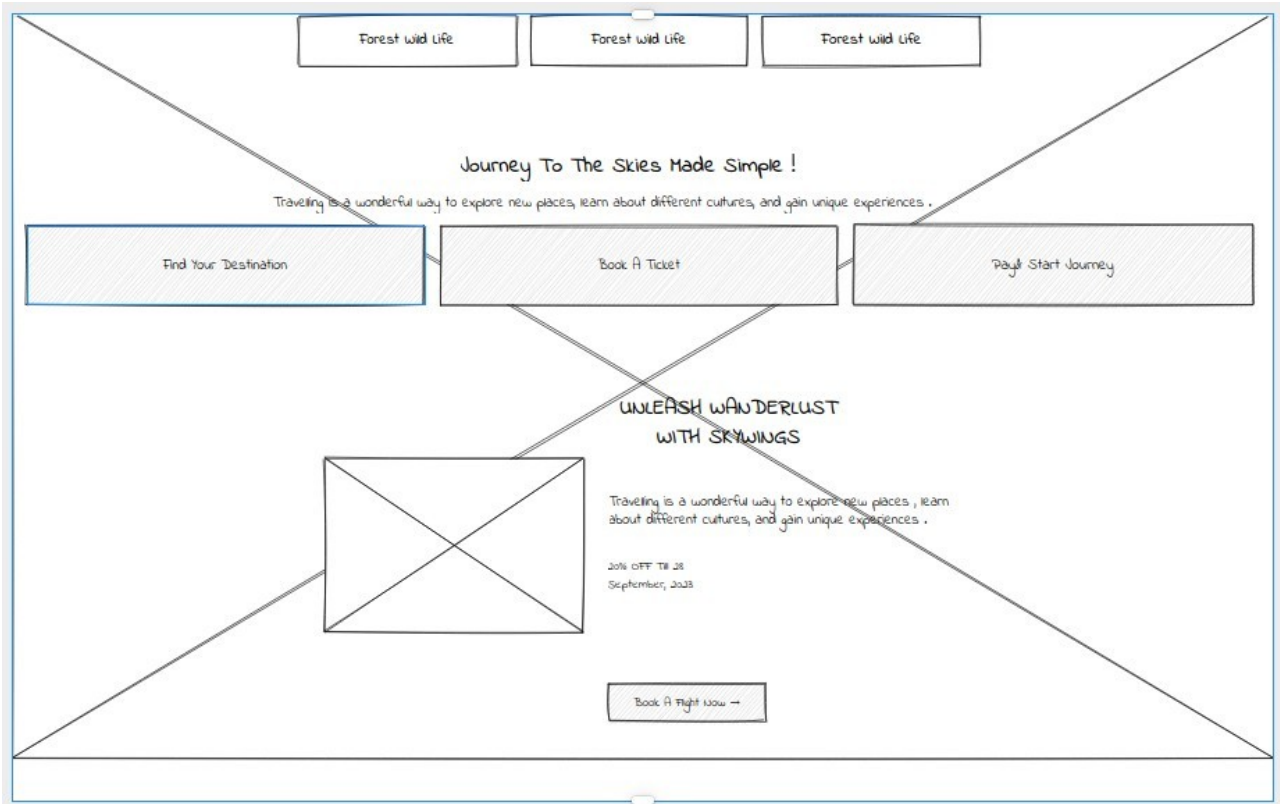 Forest Wild Life
Forest Wild Life
Forest Wild Life
Journey To The Skies Made Simple !
Travelling is a wonderful way to explore new places, learn about different cultures, and gain unique experiences .
Find Your Destination
Book A Ticket
Pay& Start Journey
UNLEASH WANDERLUST
WITH SKYWINGS
Travelling is a wonderful way to explore new places , learn
about different cultures, and gain unique experiences .
20% OFF Till 28
September, 2023
Book A Flight Now →